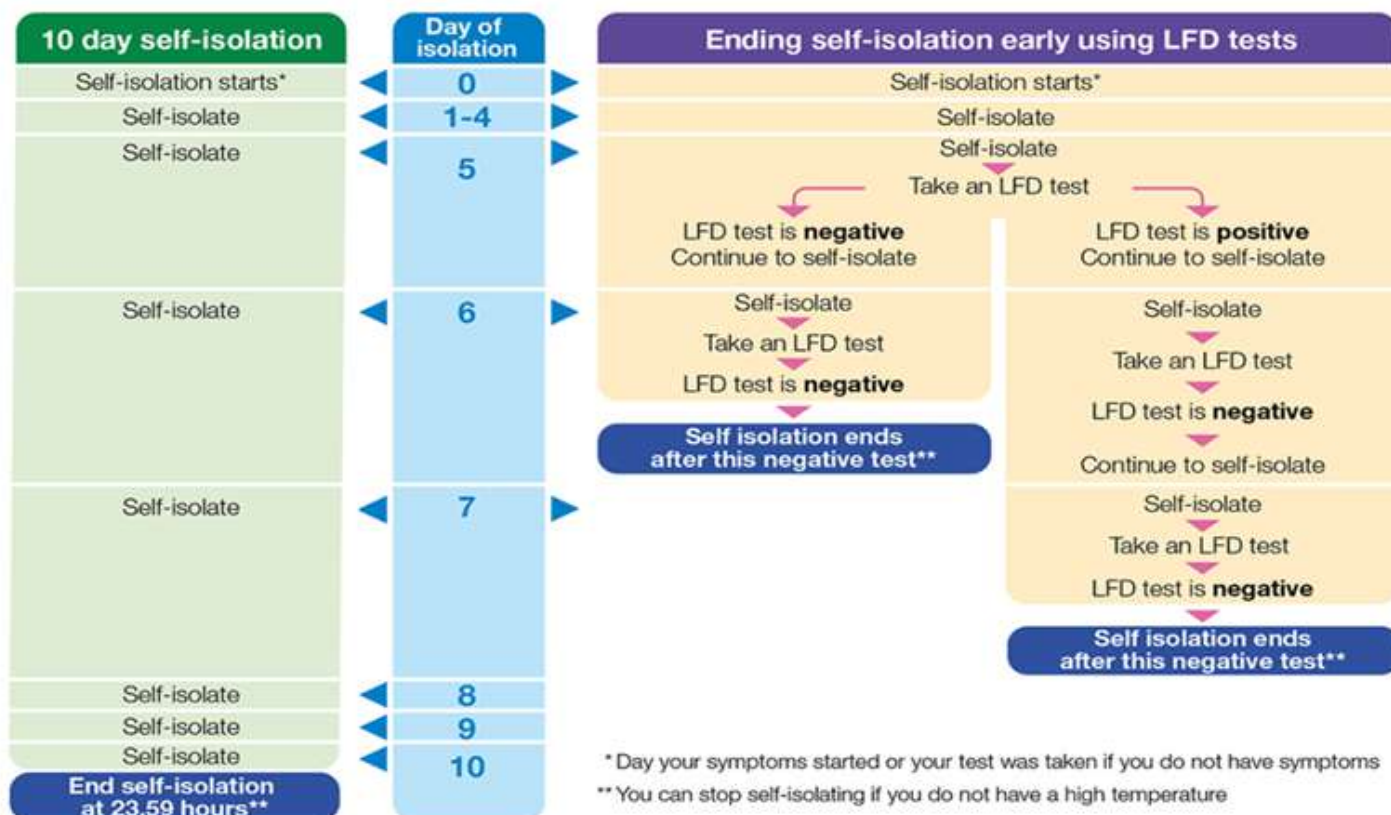 10 day self-isolation
Self-isolation starts*
Self-isolate
Self-isolate
Self-isolate
Self-isolate
Self-isolate
Self-isolate
Self-isolate
End self-isolation
at 23.59 hours**
Day of
isolation
0
1-4
5
6
7
8
9
10
Ending self-isolation early using LFD tests
Self-isolation starts*
Self-isolate
Self-isolate
Take an LFD test
LFD test is negative
Continue to self-isolate
Self-isolate
Take an LFD test
LFD test is negative
Self isolation ends
after this negative test**
LFD test is positive
Continue to self-isolate
Self-isolate
Take an LFD test
LFD test is negative
Continue to self-isolate
Self-isolate
Take an LFD test
LFD test is negative
Self isolation ends
after this negative test**
* Day your symptoms started or your test was taken if you do not have symptoms
** You can stop self-isolating if you do not have a high temperature